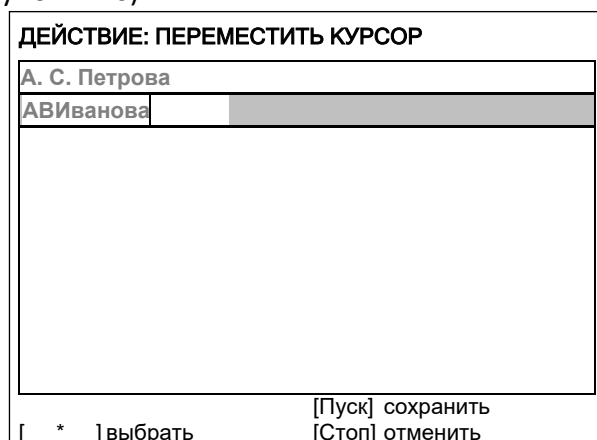 ДЕЙСТВИЕ: ПЕРЕМЕСТИТЬ КУРСОР
А. С. Петрова
АВИванова
[Пуск] сохранить
[ * ] выбрать [Стоп] отменить